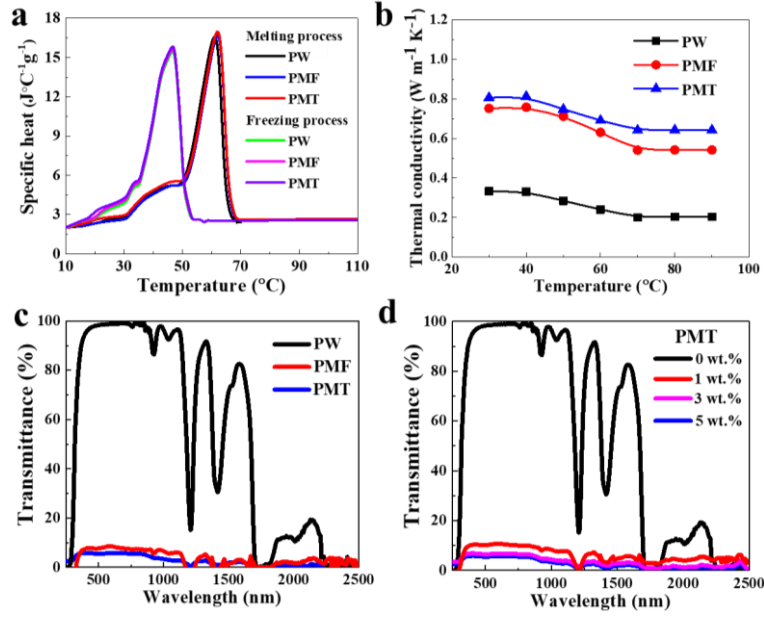 a
Specific heat (J°C⁻¹g⁻¹)
18
15
12
9
6
3
0
Melting process
PW
PMF
PMT
Freezing process
PW
PMF
PMT
10 30 50 70 90 110
Temperature (°C)
b
Thermal conductivity (W m⁻¹ K⁻¹)
1.0
0.8
0.6
0.4
0.2
0.0
PW
PMF
PMT
20 40 60 80 100
Temperature (°C)
c
Transmittance (%)
100
80
60
40
20
0
PW
PMF
PMT
500 1000 1500 2000 2500
Wavelength (nm)
d
Transmittance (%)
100
80
60
40
20
0
PMT
0 wt.%
1 wt.%
3 wt.%
5 wt.%
500 1000 1500 2000 2500
Wavelength (nm)